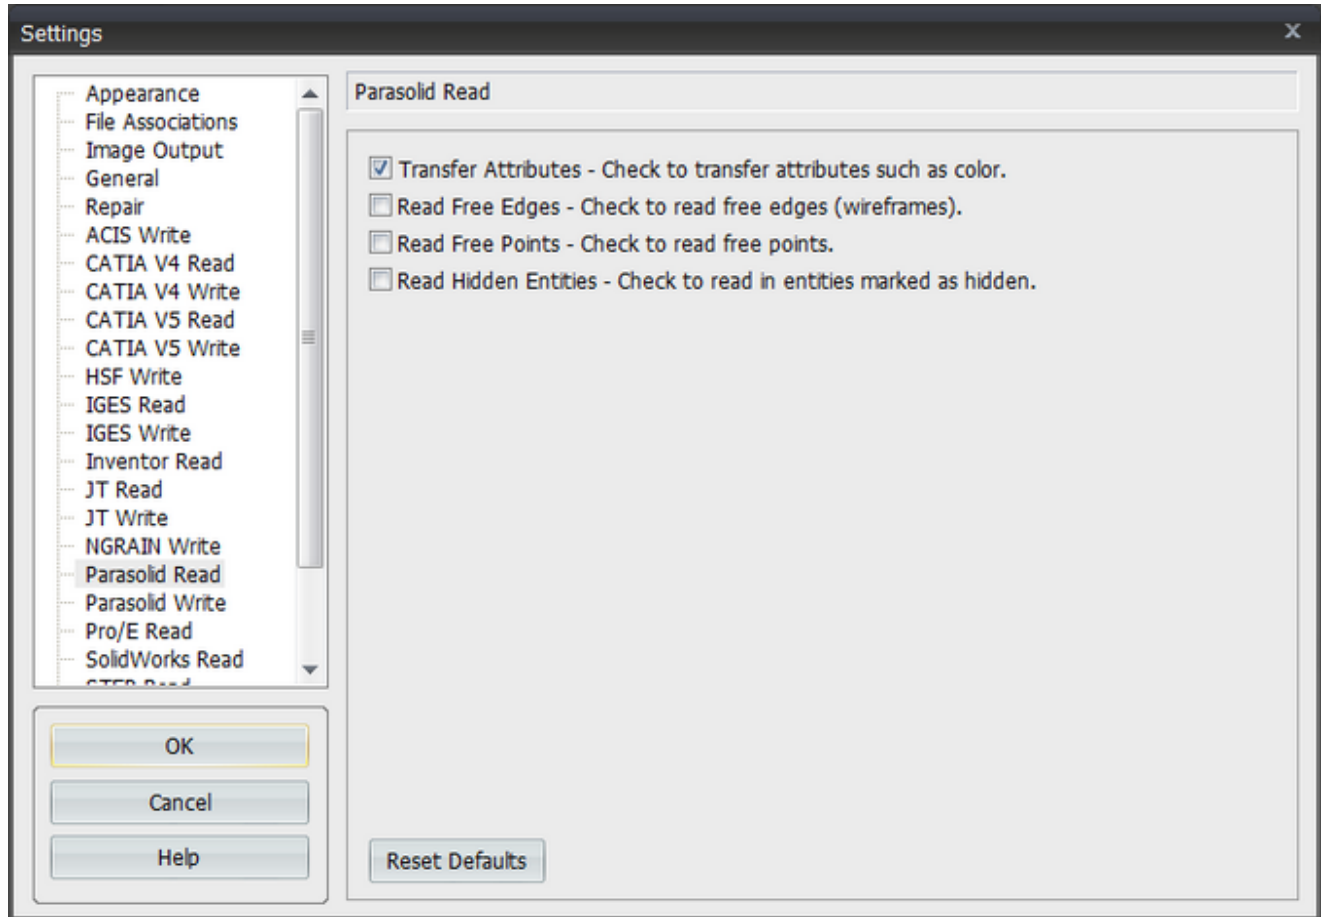 Settings
x
Appearance
File Associations
Image Output
General
Repair
ACIS Write
CATIA V4 Read
CATIA V4 Write
CATIA V5 Read
CATIA V5 Write
HSF Write
IGES Read
IGES Write
Inventor Read
JT Read
JT Write
NGRAIN Write
Parasolid Read
Parasolid Write
Pro/E Read
SolidWorks Read
OK
Cancel
Help
Parasolid Read
Transfer Attributes - Check to transfer attributes such as color.
Read Free Edges - Check to read free edges (wireframes).
Read Free Points - Check to read free points.
Read Hidden Entities - Check to read in entities marked as hidden.
Reset Defaults